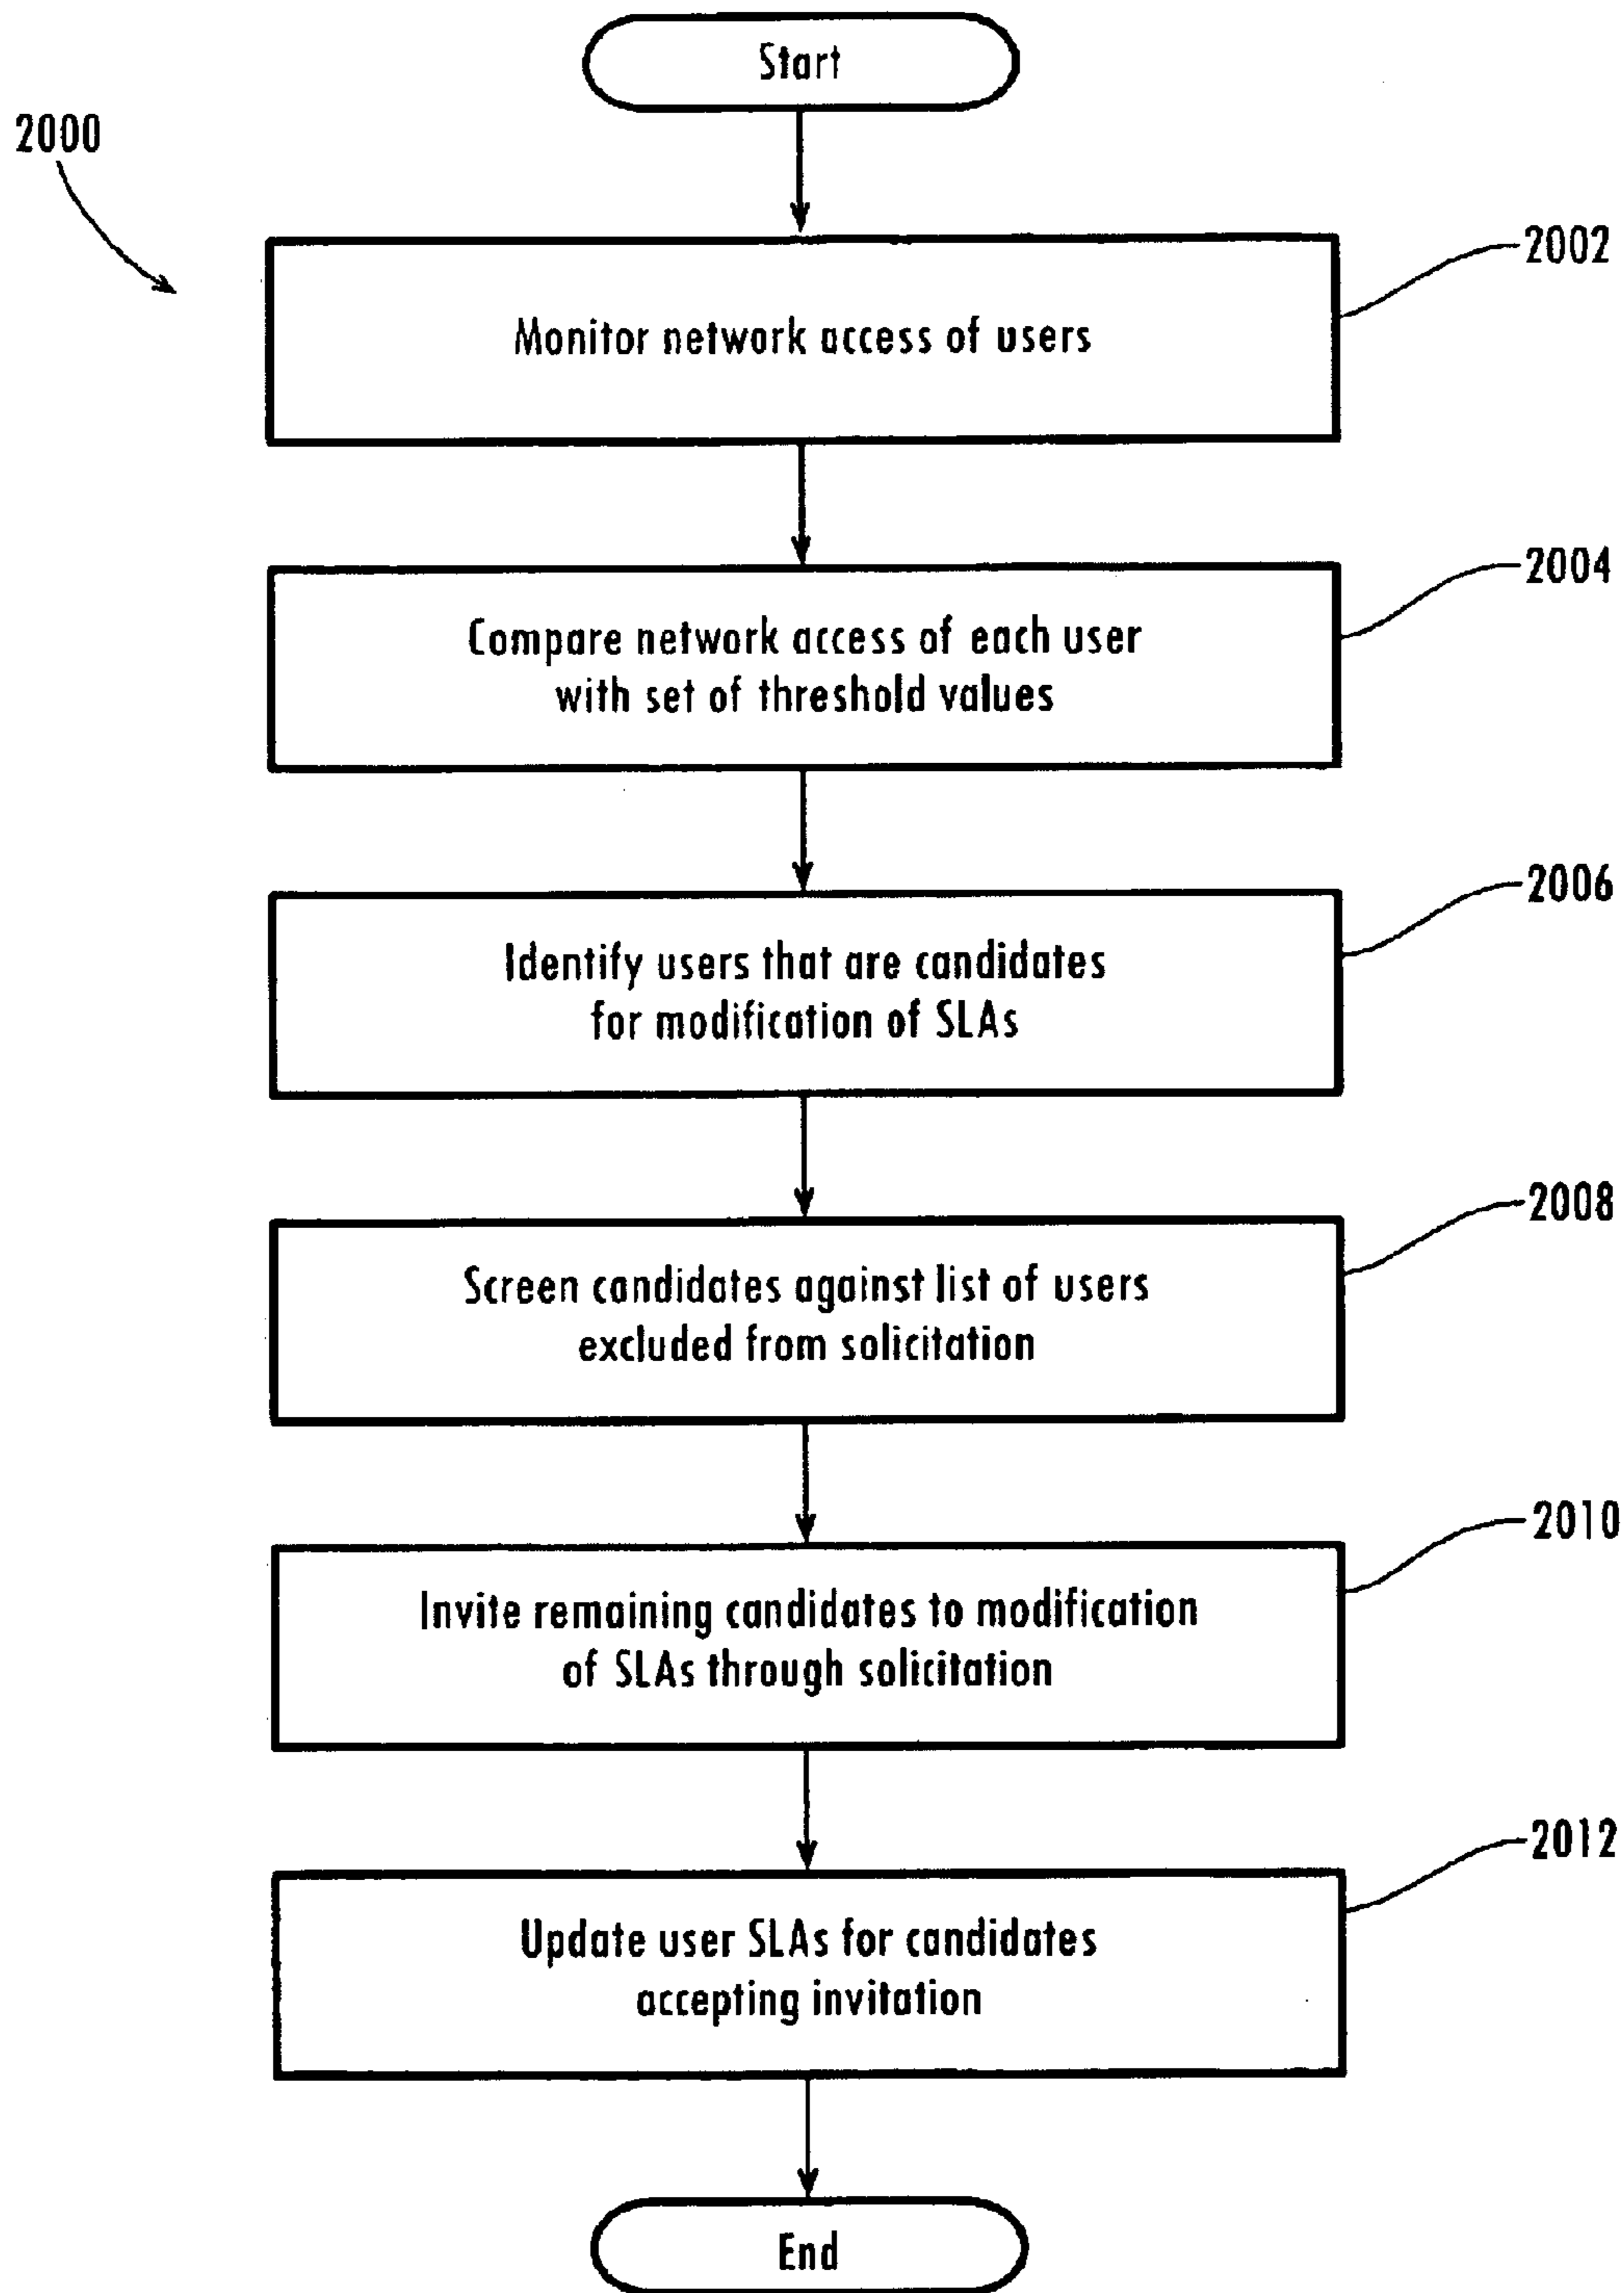 Start
2000
2002
Monitor network access of users
2004
Compare network access of each user
with set of threshold values
2006
Identify users that are candidates
for modification of SLAs
2008
Screen candidates against list of users
excluded from solicitation
2010
Invite remaining candidates to modification
of SLAs through solicitation
2012
Update user SLAs for candidates
accepting invitation
End